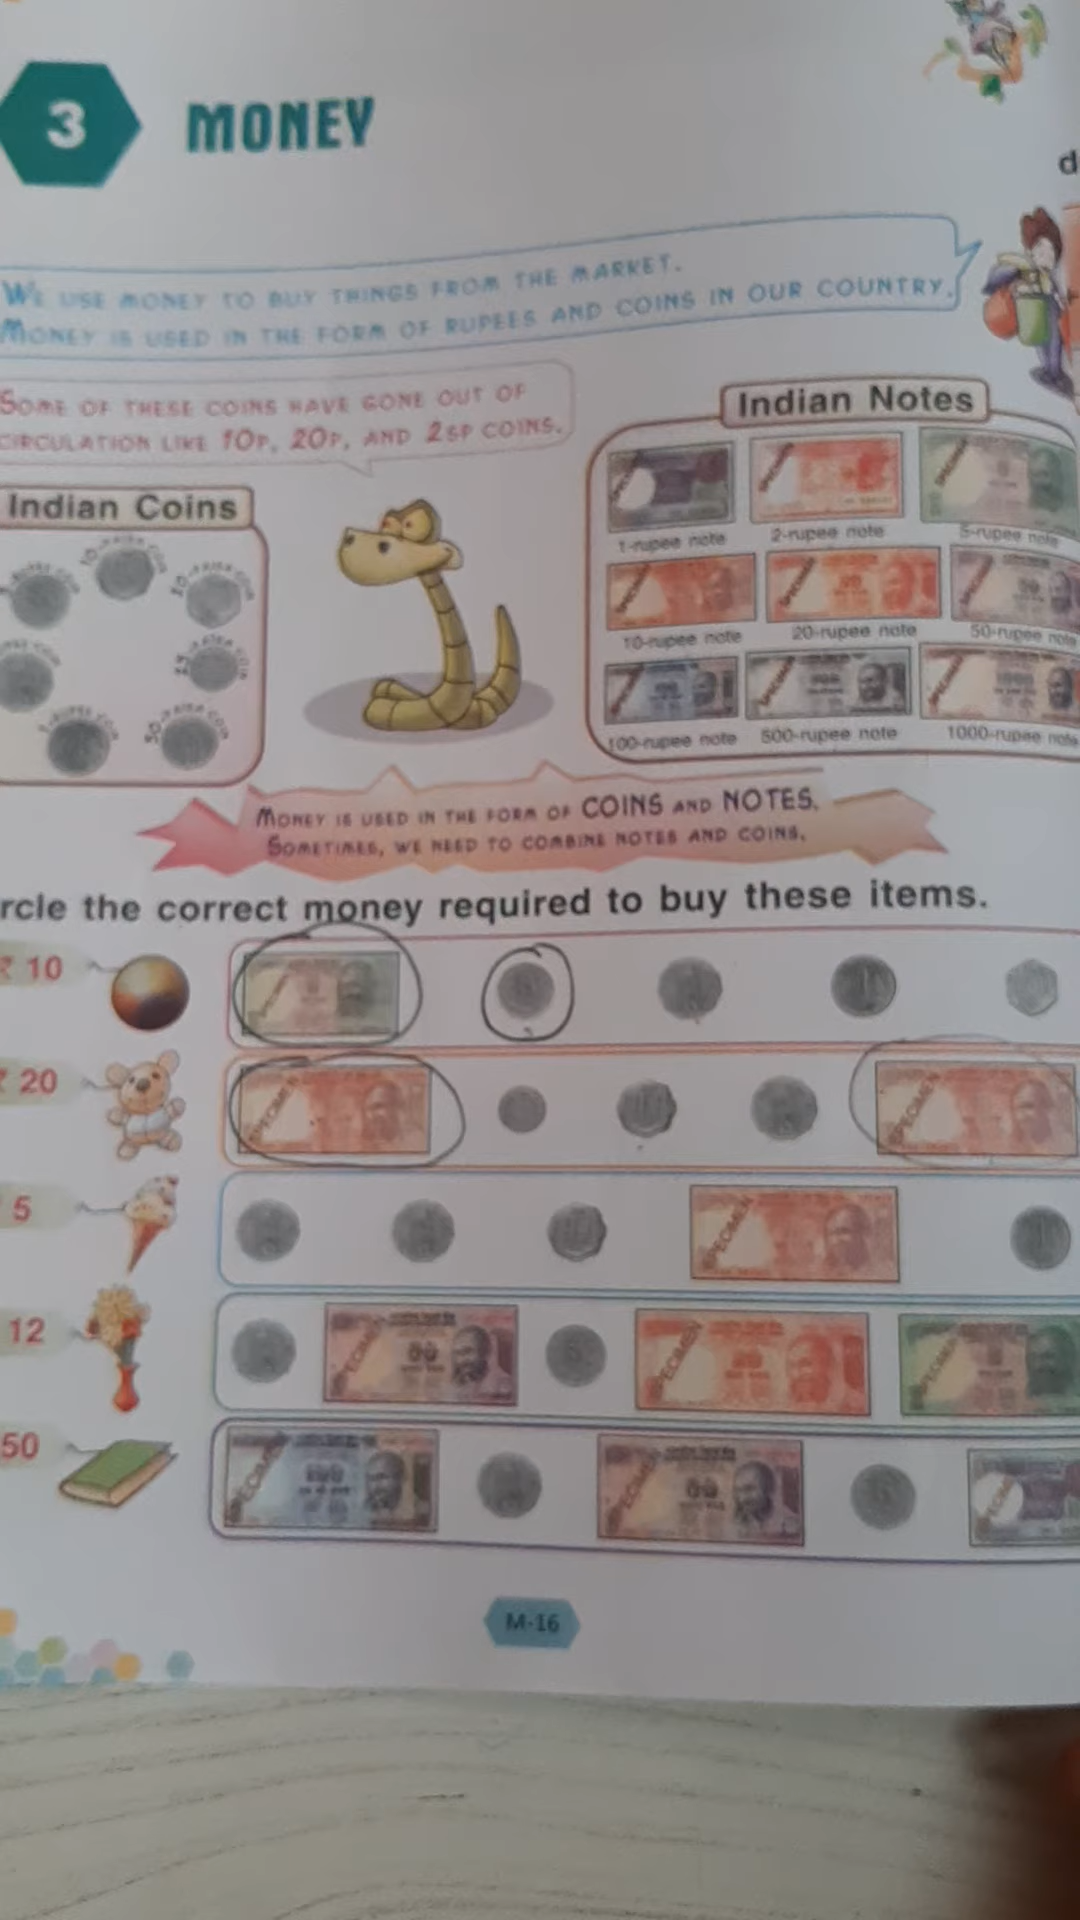 3 MONEY
WE USE MONEY TO BUY THINGS FROM THE MARKET.
MONEY IS USED IN THE FORM OF RUPEES AND COINS IN OUR COUNTRY.
SOME OF THESE COINS HAVE GONE OUT OF
CIRCULATION LIKE 10P, 20P, AND 25P COINS.
Indian Coins
Indian Notes
1-rupee note 2-rupee note 5-rupee note
10-rupee note 20-rupee note 50-rupee note
100-rupee note 500-rupee note 1000-rupee note
MONEY IS USED IN THE FORM OF COINS AND NOTES.
SOMETIMES, WE NEED TO COMBINE NOTES AND COINS.
rcle the correct money required to buy these items.
₹ 10
₹ 20
5
12
50
M-16